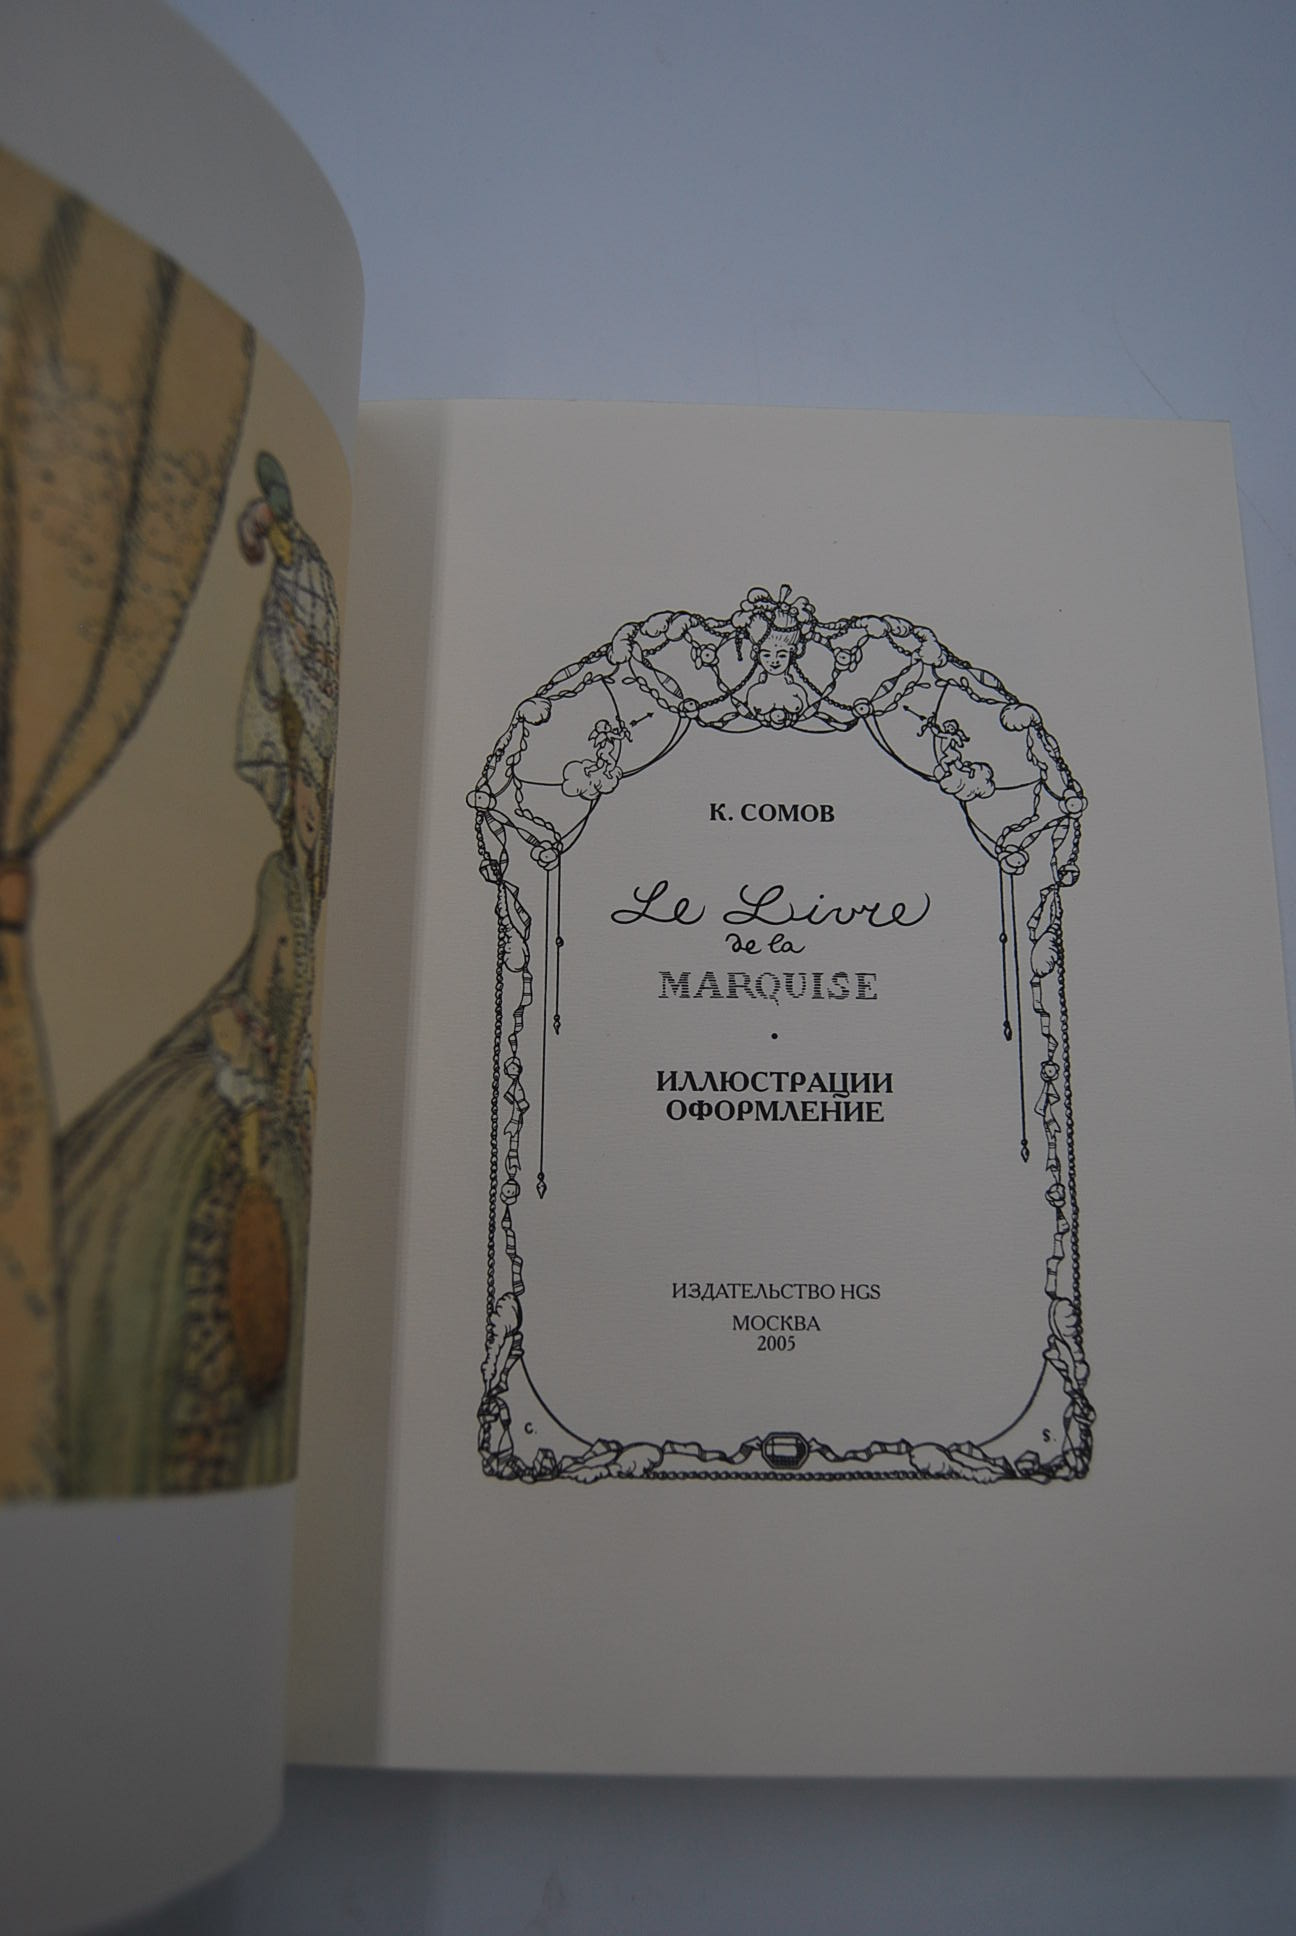 К. СОМОВ
Le Livre
de la
MARQUISE
•
ИЛЛЮСТРАЦИИ
ОФОРМЛЕНИЕ
ИЗДАТЕЛЬСТВО HGS
МОСКВА
2005
C. S.